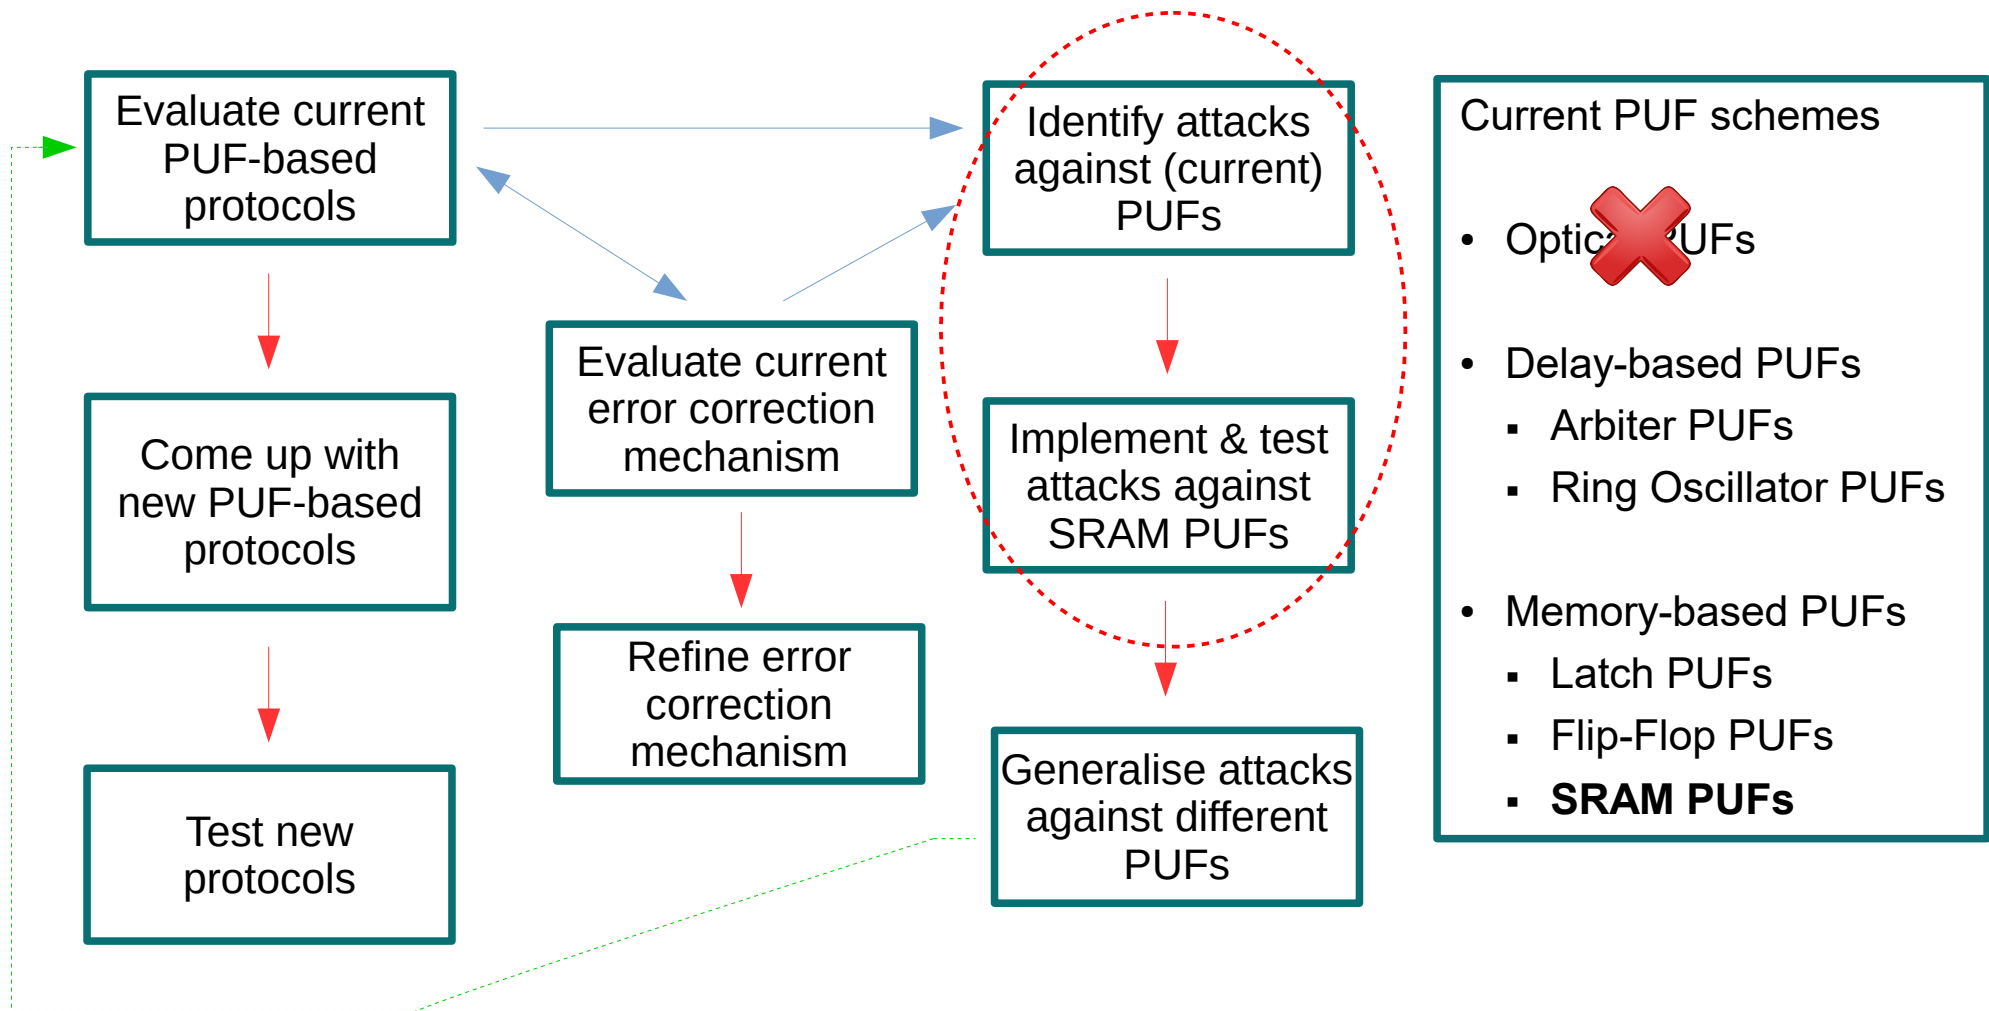 Evaluate current
PUF-based
protocols
Come up with
new PUF-based
protocols
Test new
protocols
Evaluate current
error correction
mechanism
Refine error
correction
mechanism
Identify attacks
against (current)
PUFs
Implement & test
attacks against
SRAM PUFs
Generalise attacks
against different
PUFs
Current PUF schemes
• Optical PUFs
• Delay-based PUFs
▪ Arbiter PUFs
▪ Ring Oscillator PUFs
• Memory-based PUFs
▪ Latch PUFs
▪ Flip-Flop PUFs
▪ SRAM PUFs